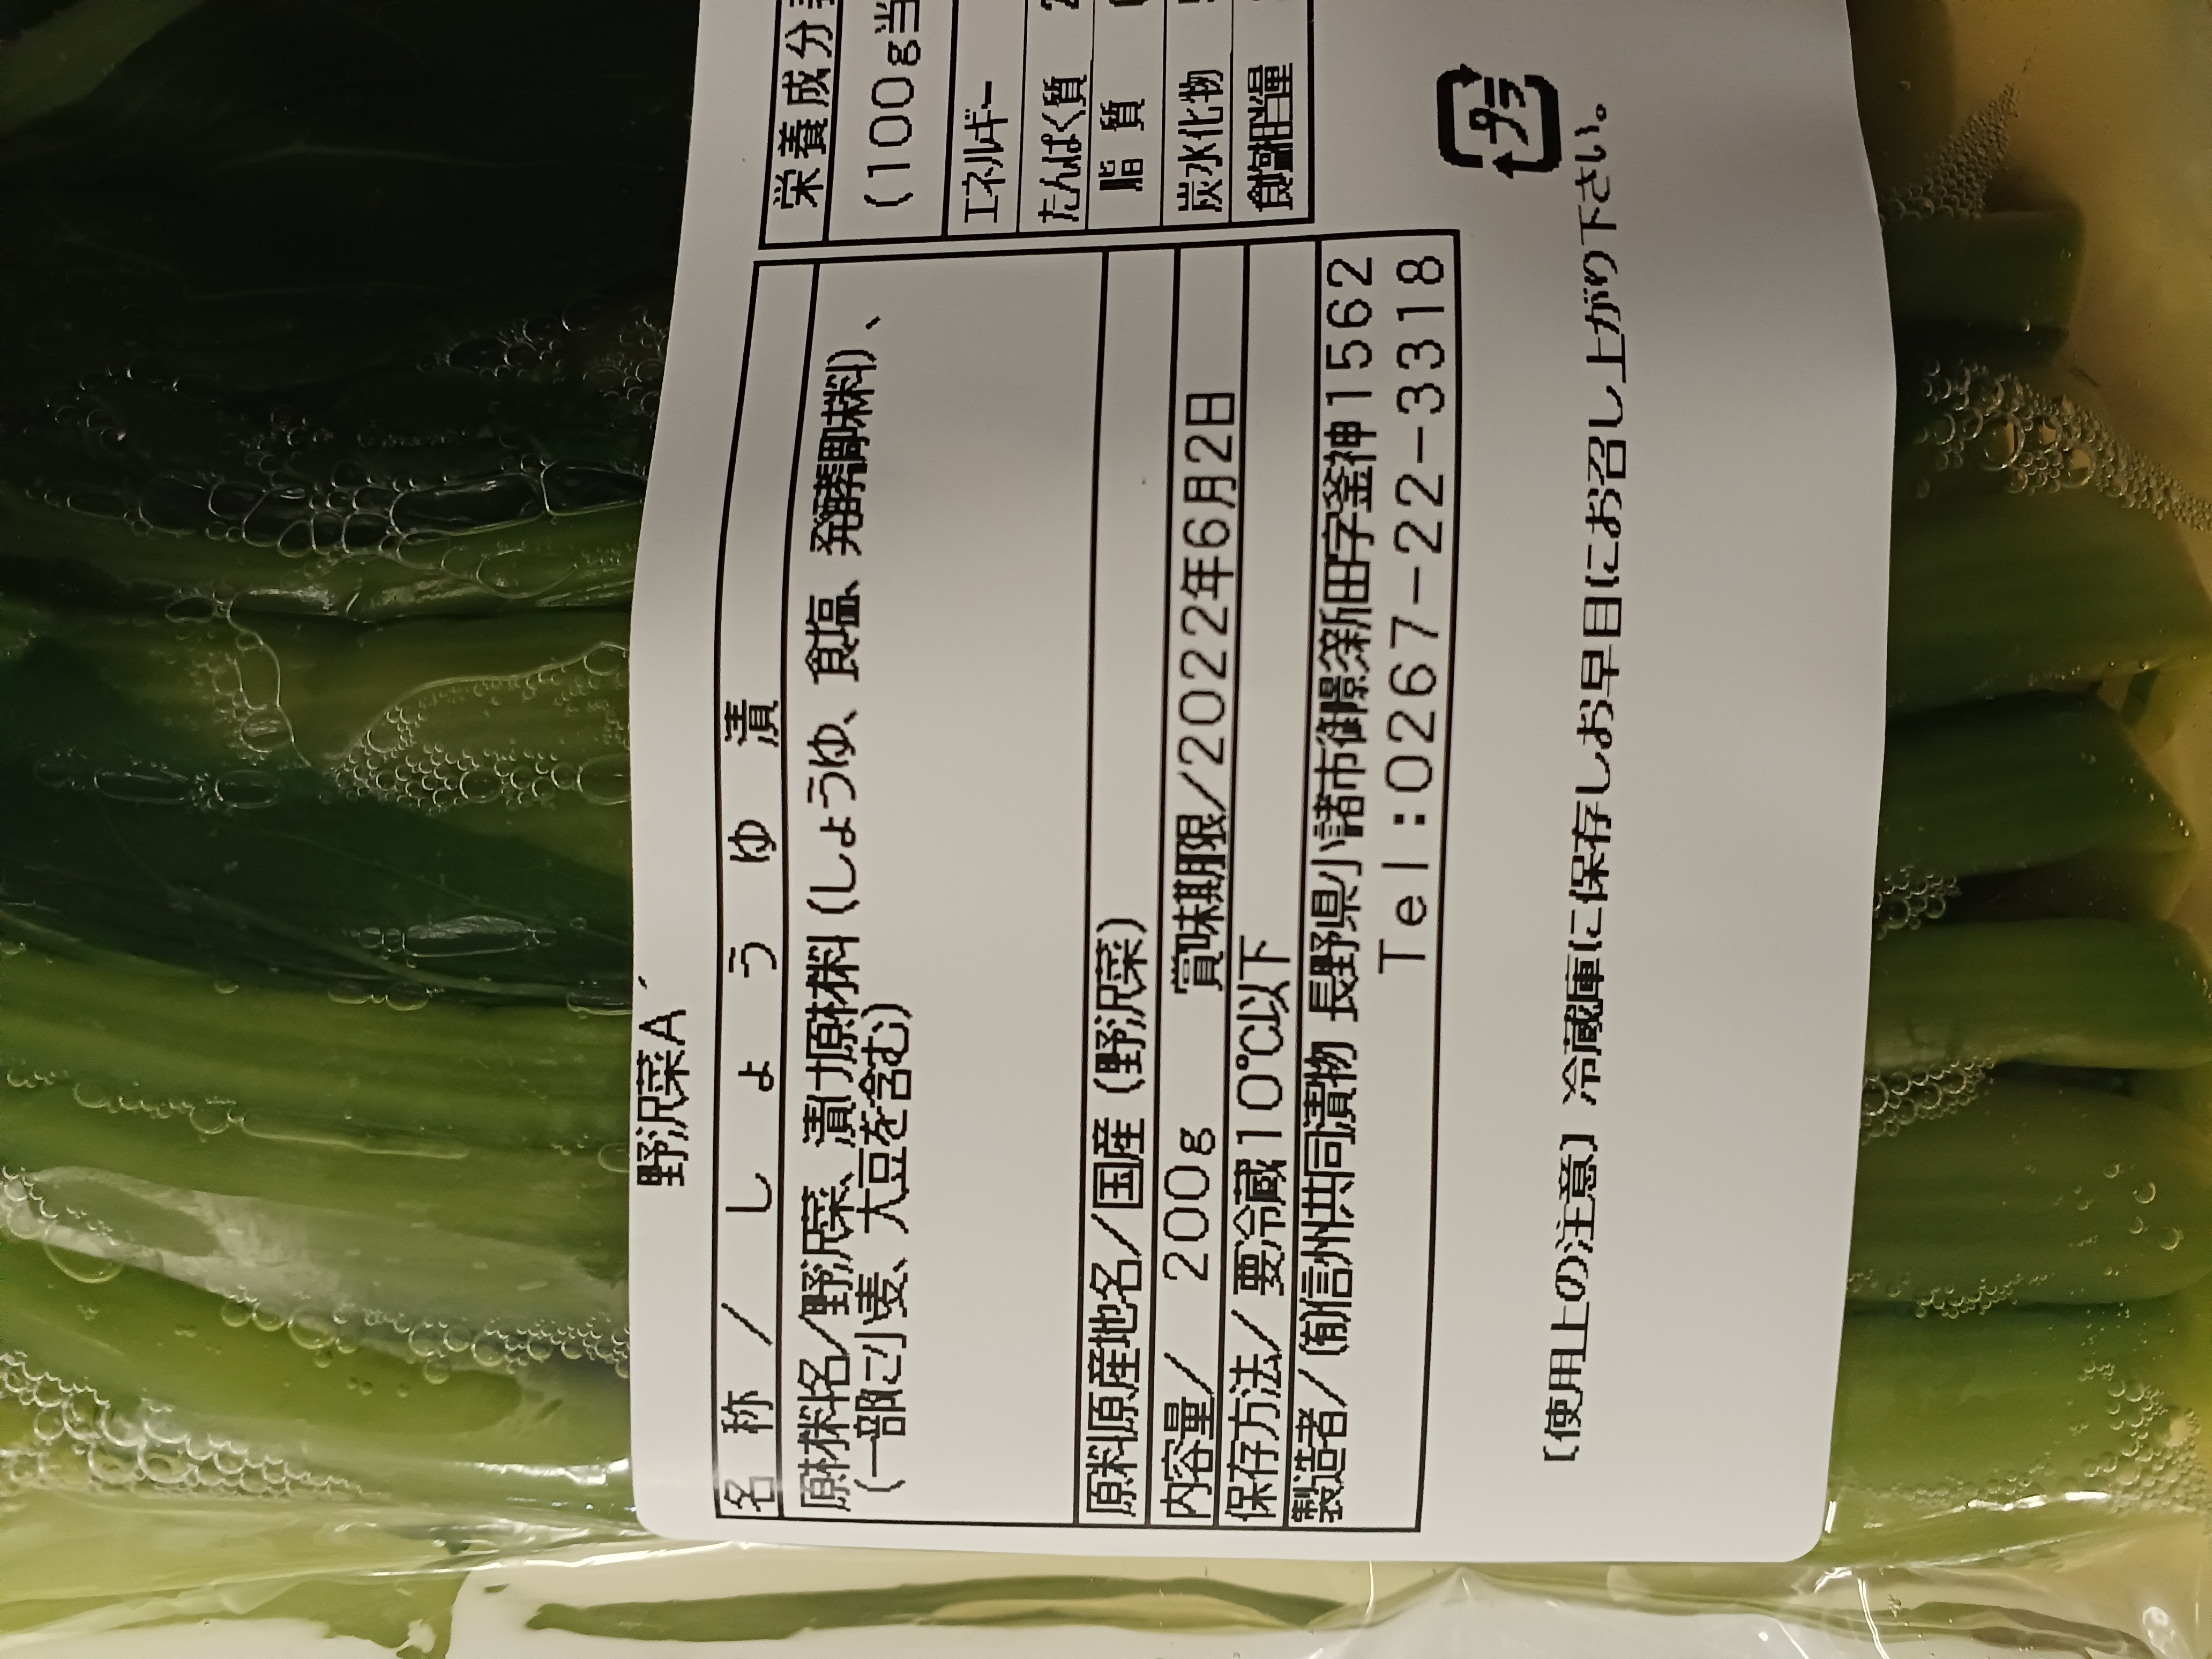 野沢菜A´
名 称 / し ょ う ゆ 漬
原材料名/野沢菜、漬け原材料(しょうゆ、食塩、発酵調味料)、
(一部に小麦、大豆を含む)
原料原産地名/国産(野沢菜)
内容量/ 200g 賞味期限/2022年6月2日
保存方法/要冷蔵10℃以下
製造者/㈲信州共同漬物 長野県小諸市御影新田字釜神1562
Tel:0267-22-3318
栄養成分
(100g当
エネルギー
たんぱく質
脂 質
炭水化物
食塩相当量
プラ
【使用上の注意】冷蔵庫に保存しお早目にお召し上がり下さい。